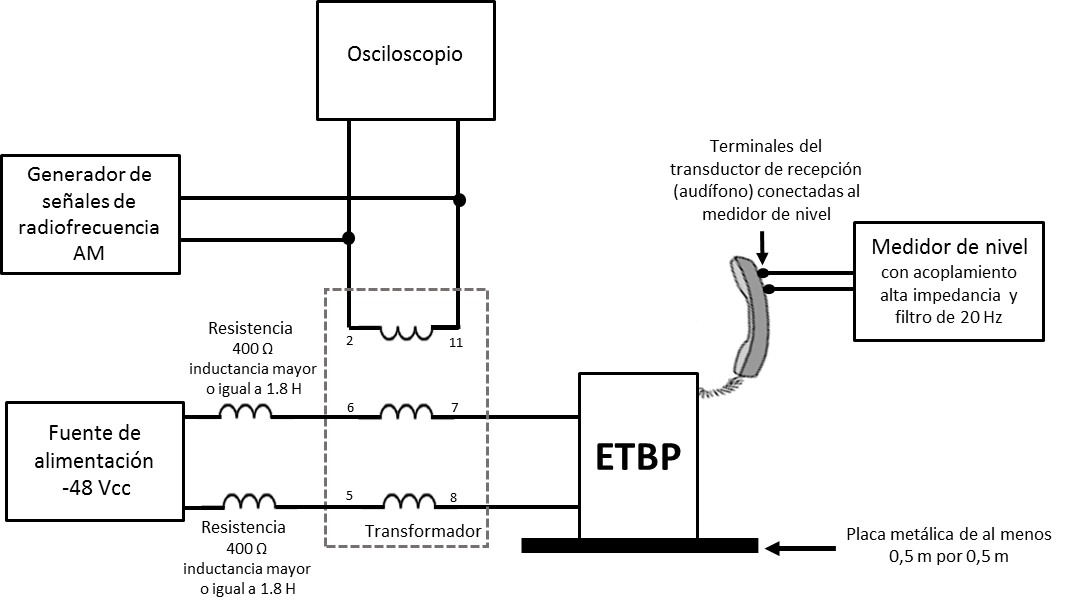 Osciloscopio
Generador de
señales de
radiofrecuencia
AM
Terminales del
transductor de recepción
(audífono) conectadas al
medidor de nivel
Medidor de nivel
con acoplamiento
alta impedancia y
filtro de 20 Hz
2
11
Resistencia
400 Ω
inductancia mayor
o igual a 1.8 H
6
7
Fuente de
alimentación
-48 Vcc
ETBP
5
8
Transformador
Resistencia
400 Ω
inductancia mayor
o igual a 1.8 H
Placa metálica de al menos
0,5 m por 0,5 m